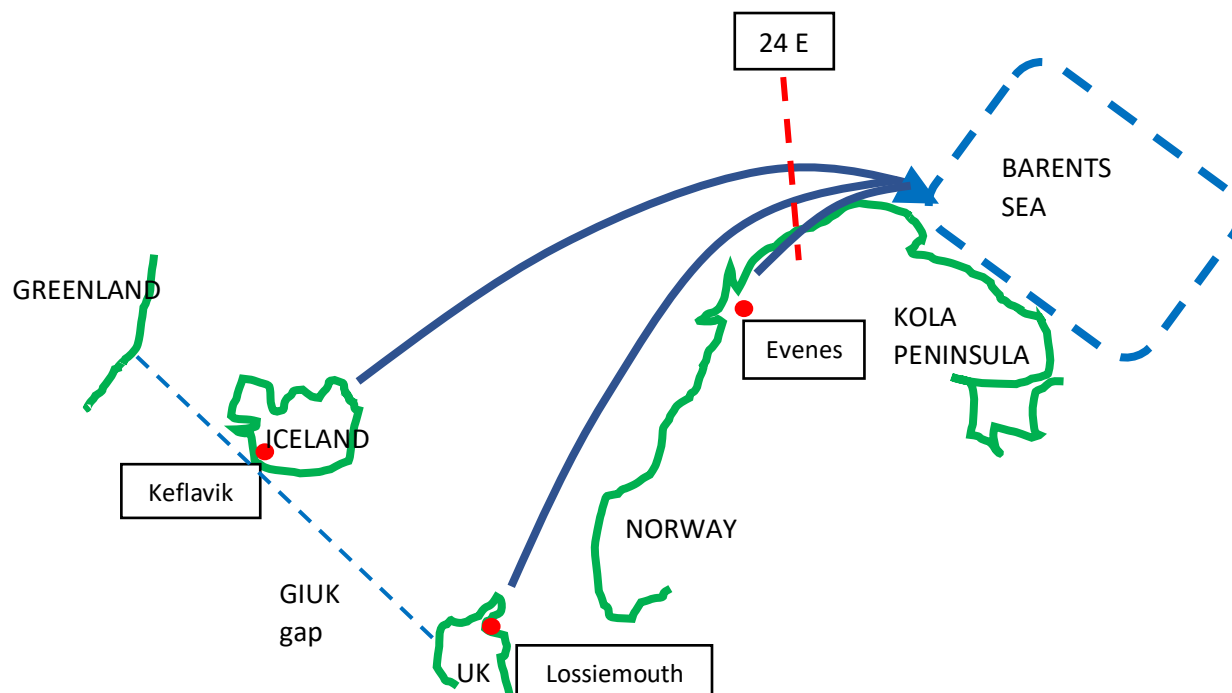 24 E
BARENTS
SEA
GREENLAND
KOLA
PENINSULA
Evenes
ICELAND
Keflavik
NORWAY
GIUK
gap
UK
Lossiemouth